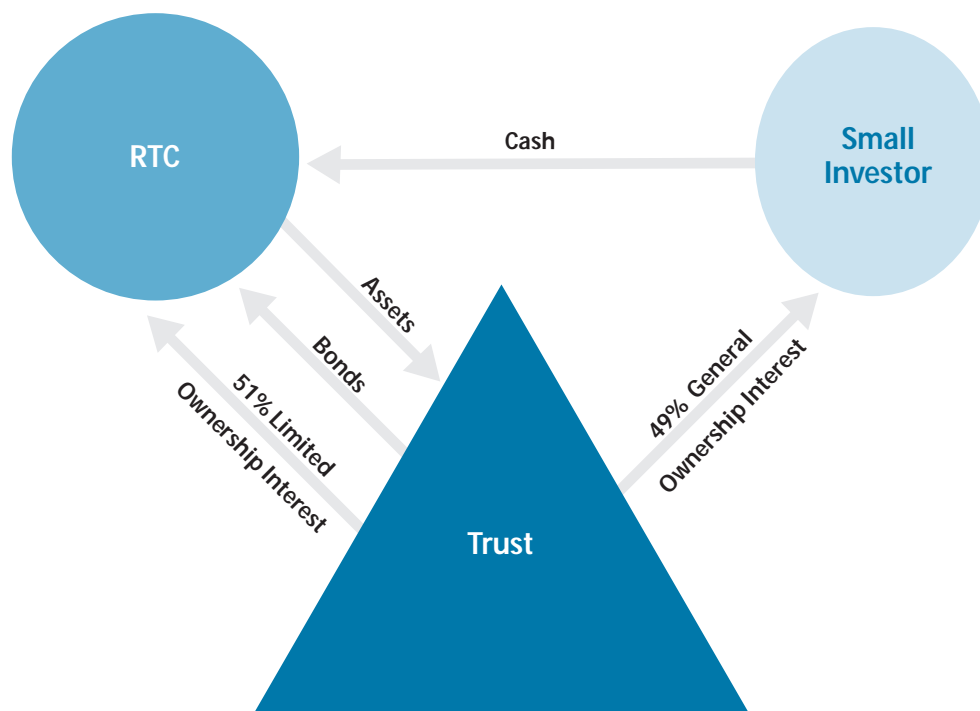 RTC
Cash
Small
Investor
Assets
Bonds
51% Limited
Ownership Interest
49% General
Ownership Interest
Trust